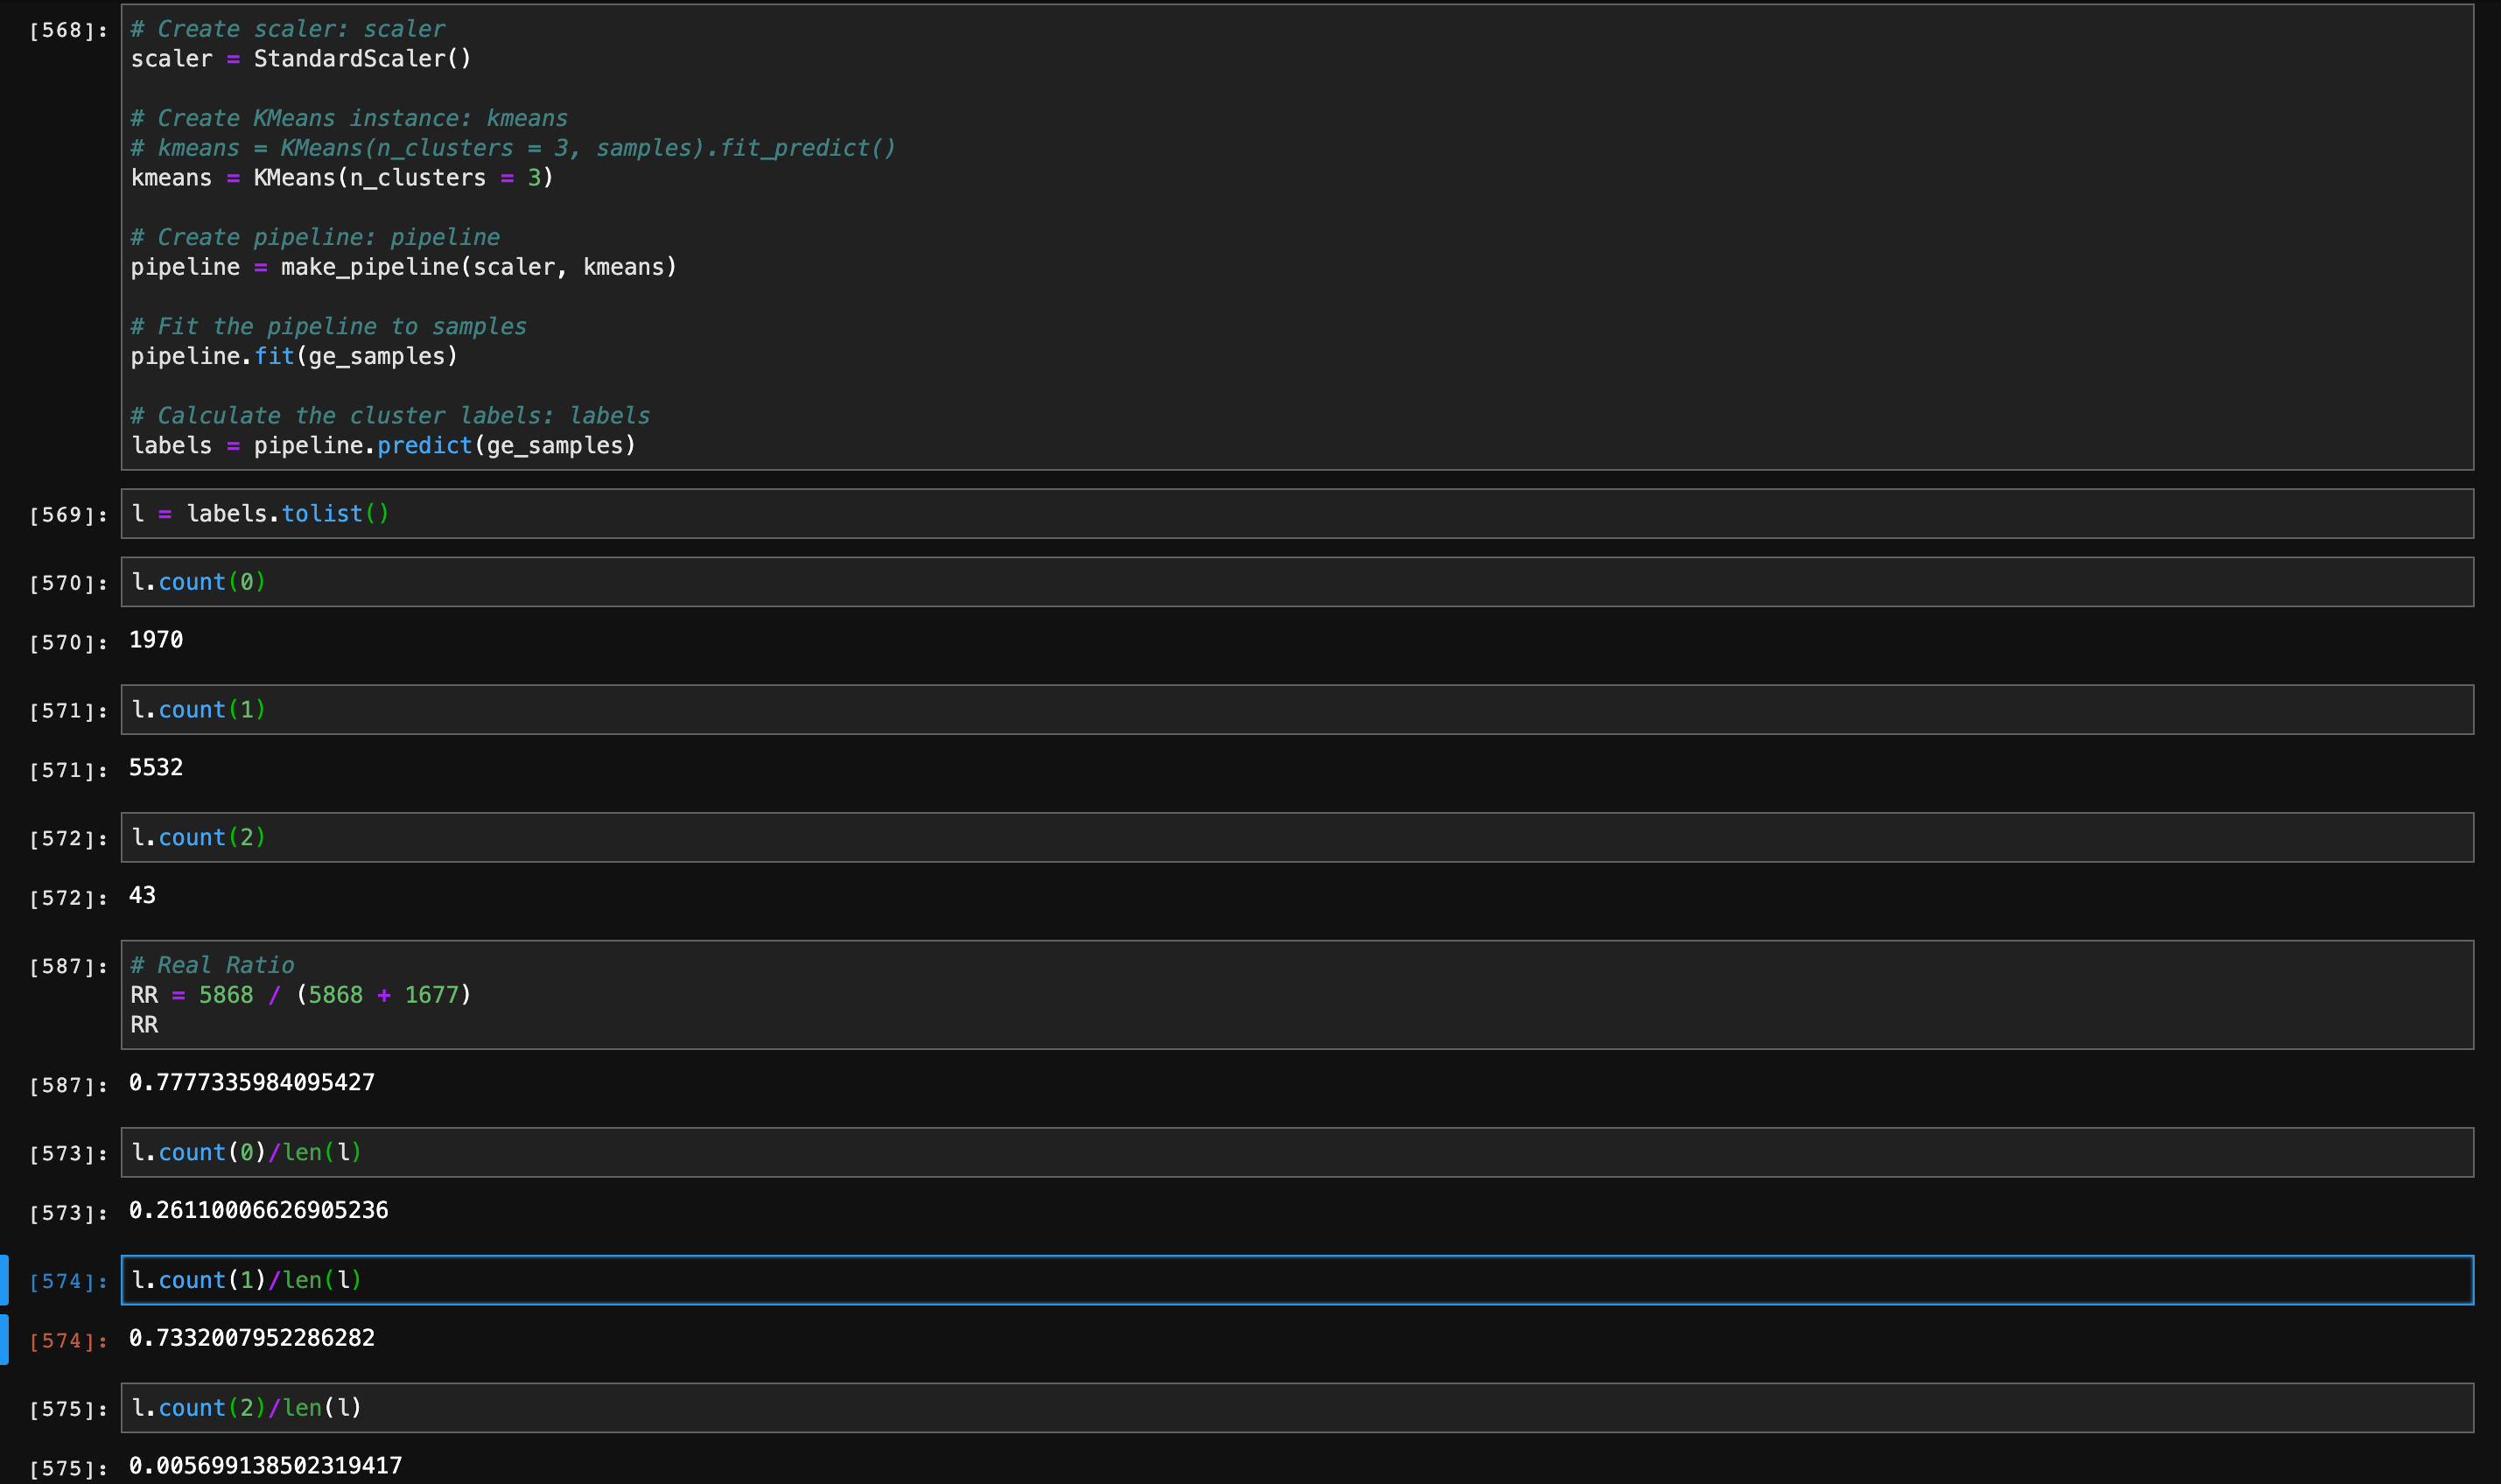 [568]:
# Create scaler: scaler
scaler = StandardScaler()
# Create KMeans instance: kmeans
# kmeans = KMeans(n_clusters = 3, samples).fit_predict()
kmeans = KMeans(n_clusters = 3)
# Create pipeline: pipeline
pipeline = make_pipeline(scaler, kmeans)
# Fit the pipeline to samples
pipeline.fit(ge_samples)
# Calculate the cluster labels: labels
labels = pipeline.predict(ge_samples)
[569]: l = labels.tolist()
[570]: l.count(0)
[570]: 1970
[571]: l.count(1)
[571]: 5532
[572]: l.count(2)
[572]: 43
[587]: # Real Ratio
RR = 5868 / (5868 + 1677)
RR
[587]: 0.7777335984095427
[573]: l.count(0)/len(l)
[573]: 0.26110006626905236
[574]: l.count(1)/len(l)
[574]: 0.7332007952286282
[575]: l.count(2)/len(l)
[575]: 0.005699138502319417